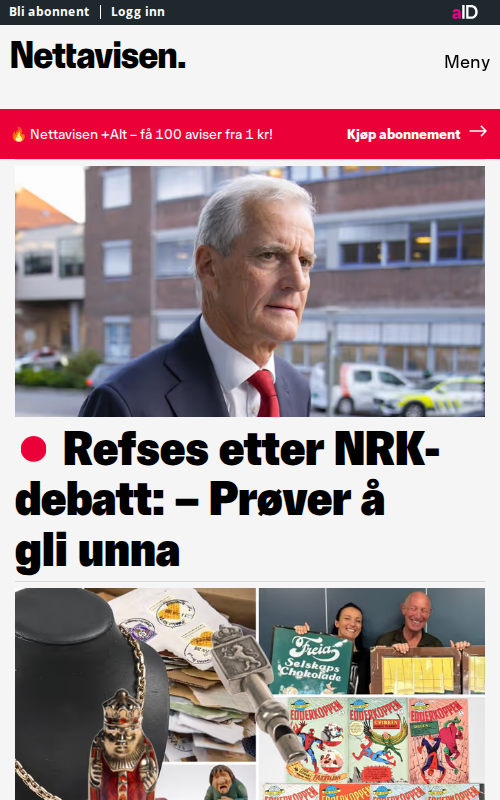 Bli abonnent
Logg inn
aID
Nettavisen.
Meny
🔥 Nettavisen +Alt – få 100 aviser fra 1 kr!
Kjøp abonnement →
Refses etter NRK-
debatt: – Prøver å
gli unna
Freia
Selskaps
Chokolade
EDDERKOPPEN
EDDERKOPPEN
EDDERKOPPEN